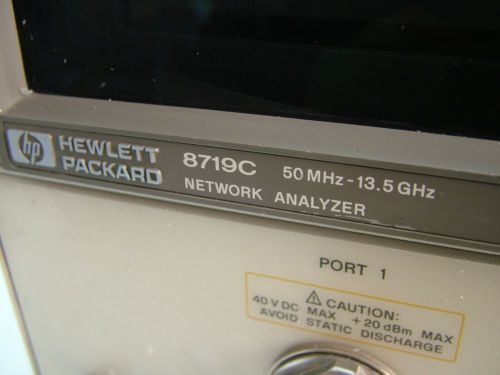 hp HEWLETT PACKARD
8719C 50 MHz - 13.5 GHz
NETWORK ANALYZER
PORT 1
⚠ CAUTION:
40 V DC MAX +20 dBm MAX
AVOID STATIC DISCHARGE